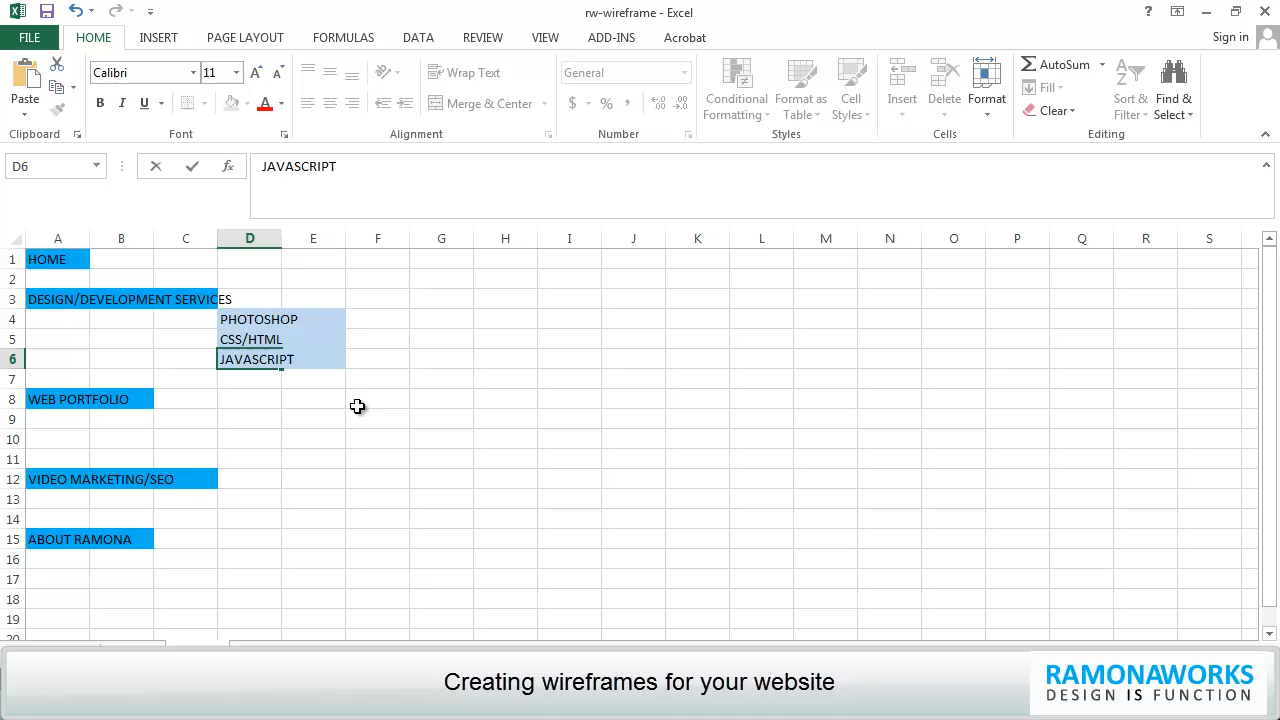 rw-wireframe - Excel
?
FILE HOME INSERT PAGE LAYOUT FORMULAS DATA REVIEW VIEW ADD-INS Acrobat Sign in
Paste
Calibri 11 A A
B I U A
Wrap Text
Merge & Center
General
$ % ,
Conditional Formatting
Format as Table
Cell Styles
Insert Delete Format
AutoSum
Fill
Clear
Sort & Filter
Find & Select
Clipboard Font Alignment Number Styles Cells Editing
D6 fx JAVASCRIPT
A B C D E F G H I J K L M N O P Q R S
1 HOME
2
3 DESIGN/DEVELOPMENT SERVICES
4 PHOTOSHOP
5 CSS/HTML
6 JAVASCRIPT
7
8 WEB PORTFOLIO
9
10
11
12 VIDEO MARKETING/SEO
13
14
15 ABOUT RAMONA
16
17
18
19
20
Creating wireframes for your website
RAMONAWORKS
DESIGN IS FUNCTION